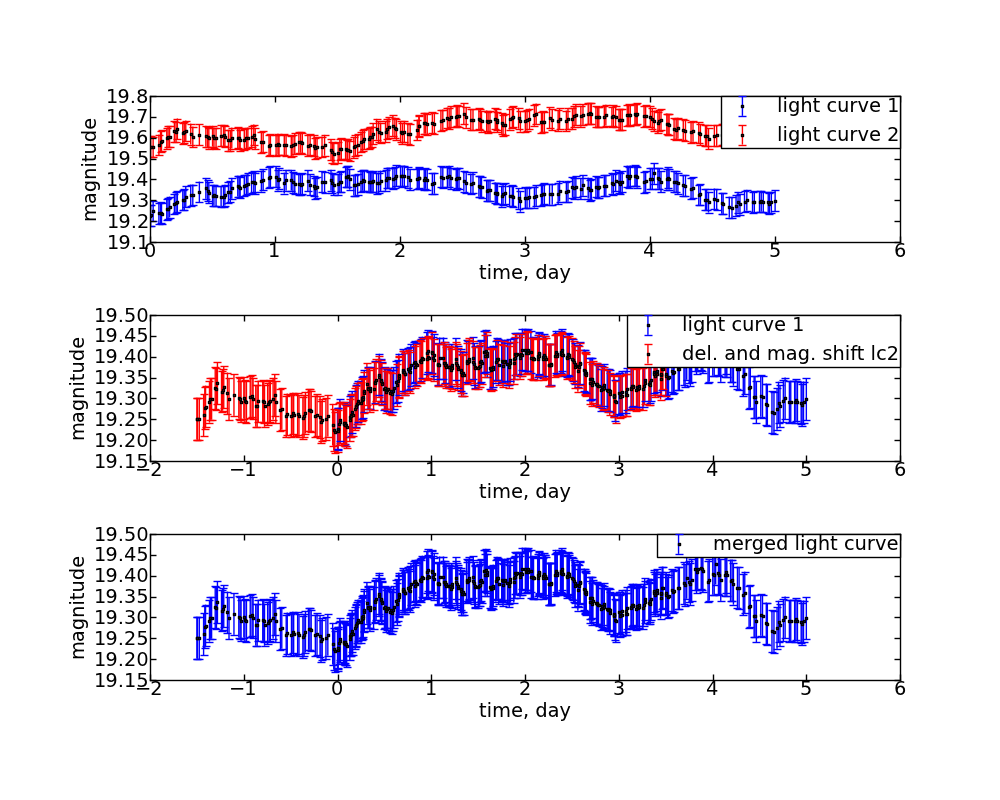 19.8
19.7
19.6
19.5
19.4
19.3
19.2
19.1
magnitude
light curve 1
light curve 2
0 1 2 3 4 5 6
time, day
19.50
19.45
19.40
19.35
19.30
19.25
19.20
19.15
magnitude
light curve 1
del. and mag. shift lc2
−2 −1 0 1 2 3 4 5 6
time, day
19.50
19.45
19.40
19.35
19.30
19.25
19.20
19.15
magnitude
merged light curve
−2 −1 0 1 2 3 4 5 6
time, day